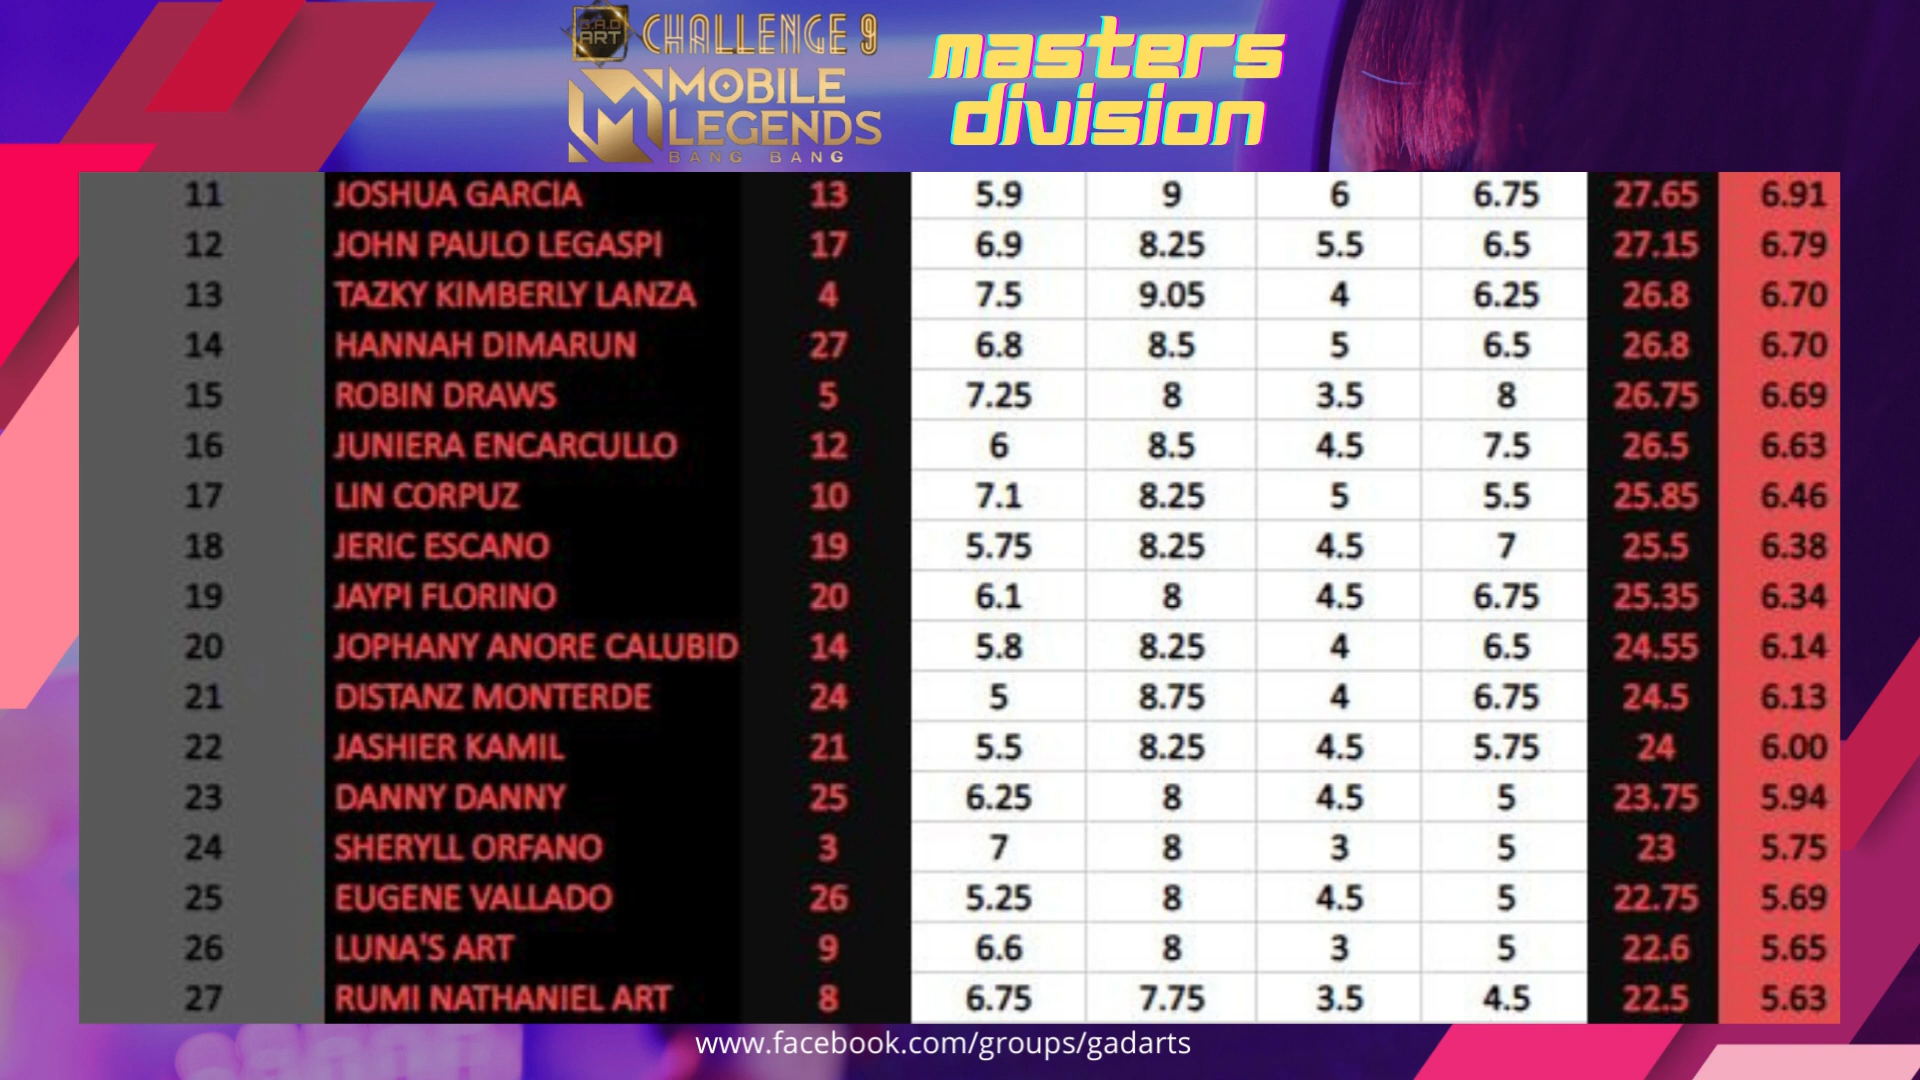 G.A.D ART CHALLENGE 9
MOBILE LEGENDS
BANG BANG
masters division
11 JOSHUA GARCIA 13 5.9 9 6 6.75 27.65 6.91
12 JOHN PAULO LEGASPI 17 6.9 8.25 5.5 6.5 27.15 6.79
13 TAZKY KIMBERLY LANZA 4 7.5 9.05 4 6.25 26.8 6.70
14 HANNAH DIMARUN 27 6.8 8.5 5 6.5 26.8 6.70
15 ROBIN DRAWS 5 7.25 8 3.5 8 26.75 6.69
16 JUNIERA ENCARCULLO 12 6 8.5 4.5 7.5 26.5 6.63
17 LIN CORPUZ 10 7.1 8.25 5 5.5 25.85 6.46
18 JERIC ESCANO 19 5.75 8.25 4.5 7 25.5 6.38
19 JAYPI FLORINO 20 6.1 8 4.5 6.75 25.35 6.34
20 JOPHANY ANORE CALUBID 14 5.8 8.25 4 6.5 24.55 6.14
21 DISTANZ MONTERDE 24 5 8.75 4 6.75 24.5 6.13
22 JASHIER KAMIL 21 5.5 8.25 4.5 5.75 24 6.00
23 DANNY DANNY 25 6.25 8 4.5 5 23.75 5.94
24 SHERYLL ORFANO 3 7 8 3 5 23 5.75
25 EUGENE VALLADO 26 5.25 8 4.5 5 22.75 5.69
26 LUNA'S ART 9 6.6 8 3 5 22.6 5.65
27 RUMI NATHANIEL ART 8 6.75 7.75 3.5 4.5 22.5 5.63
www.facebook.com/groups/gadarts